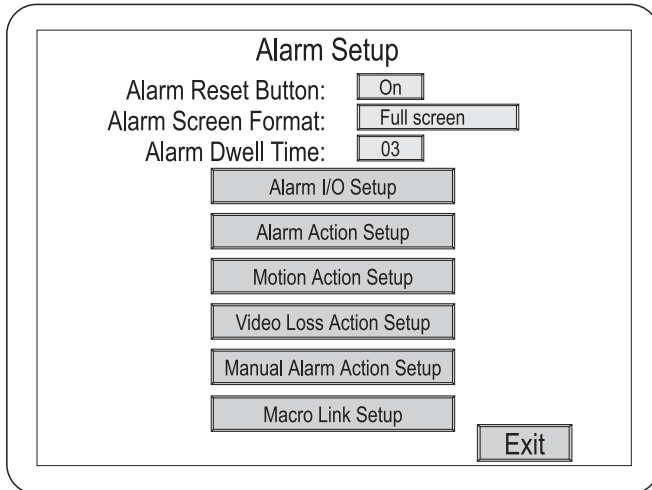 Alarm Setup
Alarm Reset Button: On
Alarm Screen Format: Full screen
Alarm Dwell Time: 03
Alarm I/O Setup
Alarm Action Setup
Motion Action Setup
Video Loss Action Setup
Manual Alarm Action Setup
Macro Link Setup
Exit